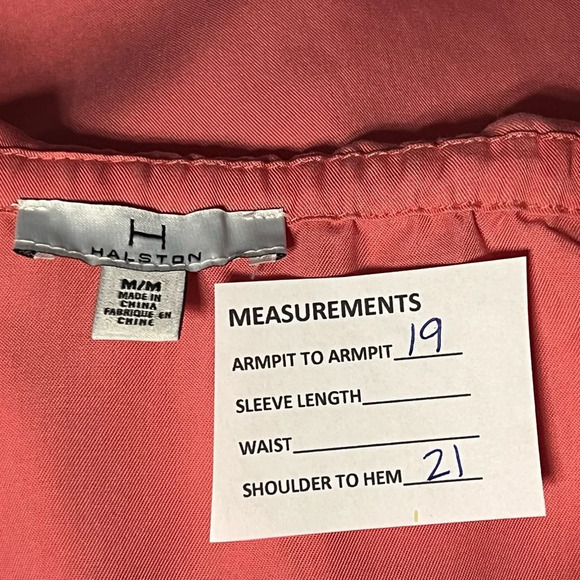 H
HALSTON
M/M
MADE IN
CHINA
FABRIQUE EN
CHINE
MEASUREMENTS
ARMPIT TO ARMPIT 19
SLEEVE LENGTH
WAIST
SHOULDER TO HEM 21